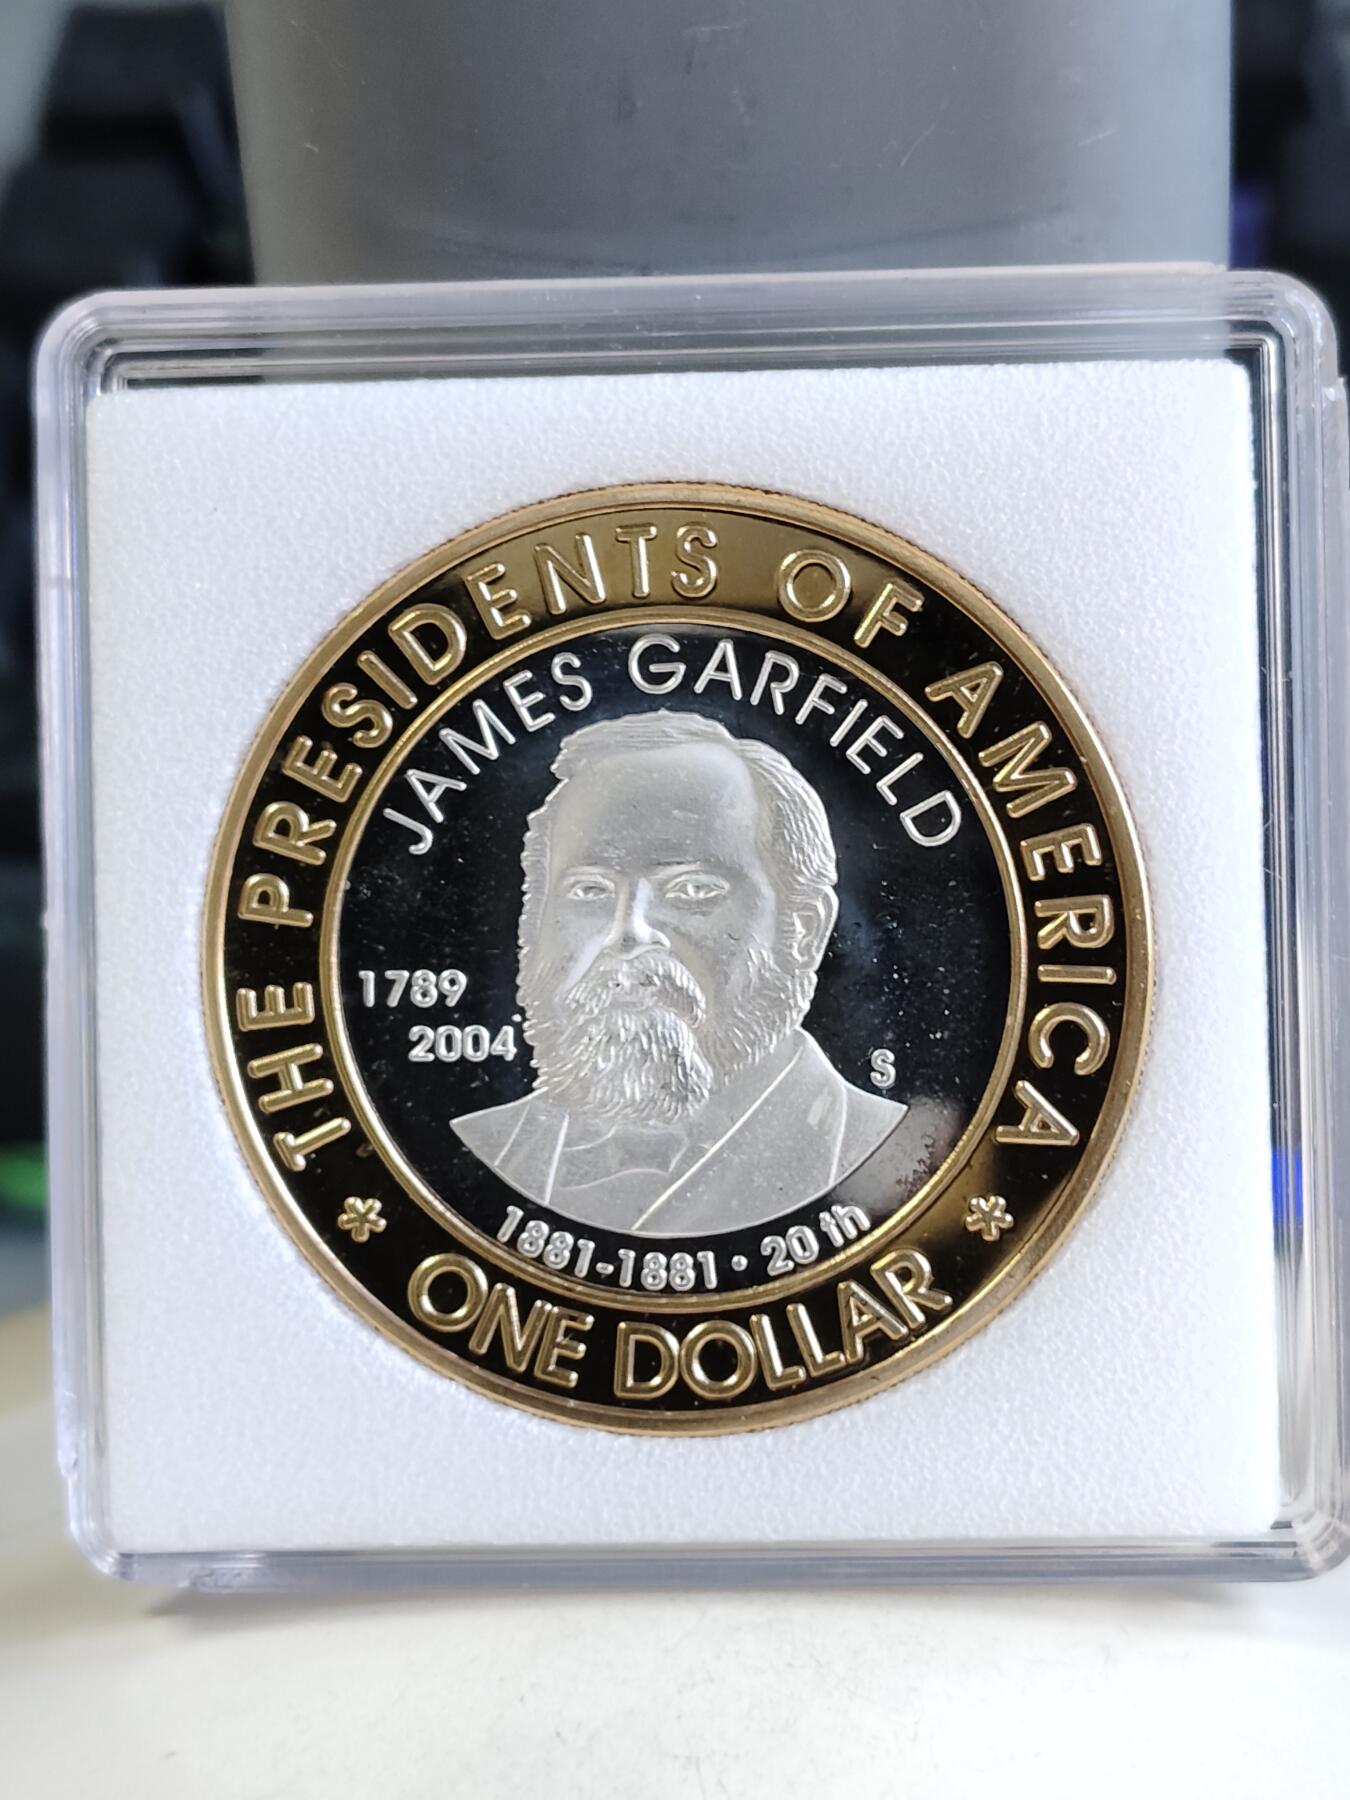 THE PRESIDENTS OF AMERICA
JAMES GARFIELD
1789
2004
S
1881-1881 • 20th
* ONE DOLLAR *